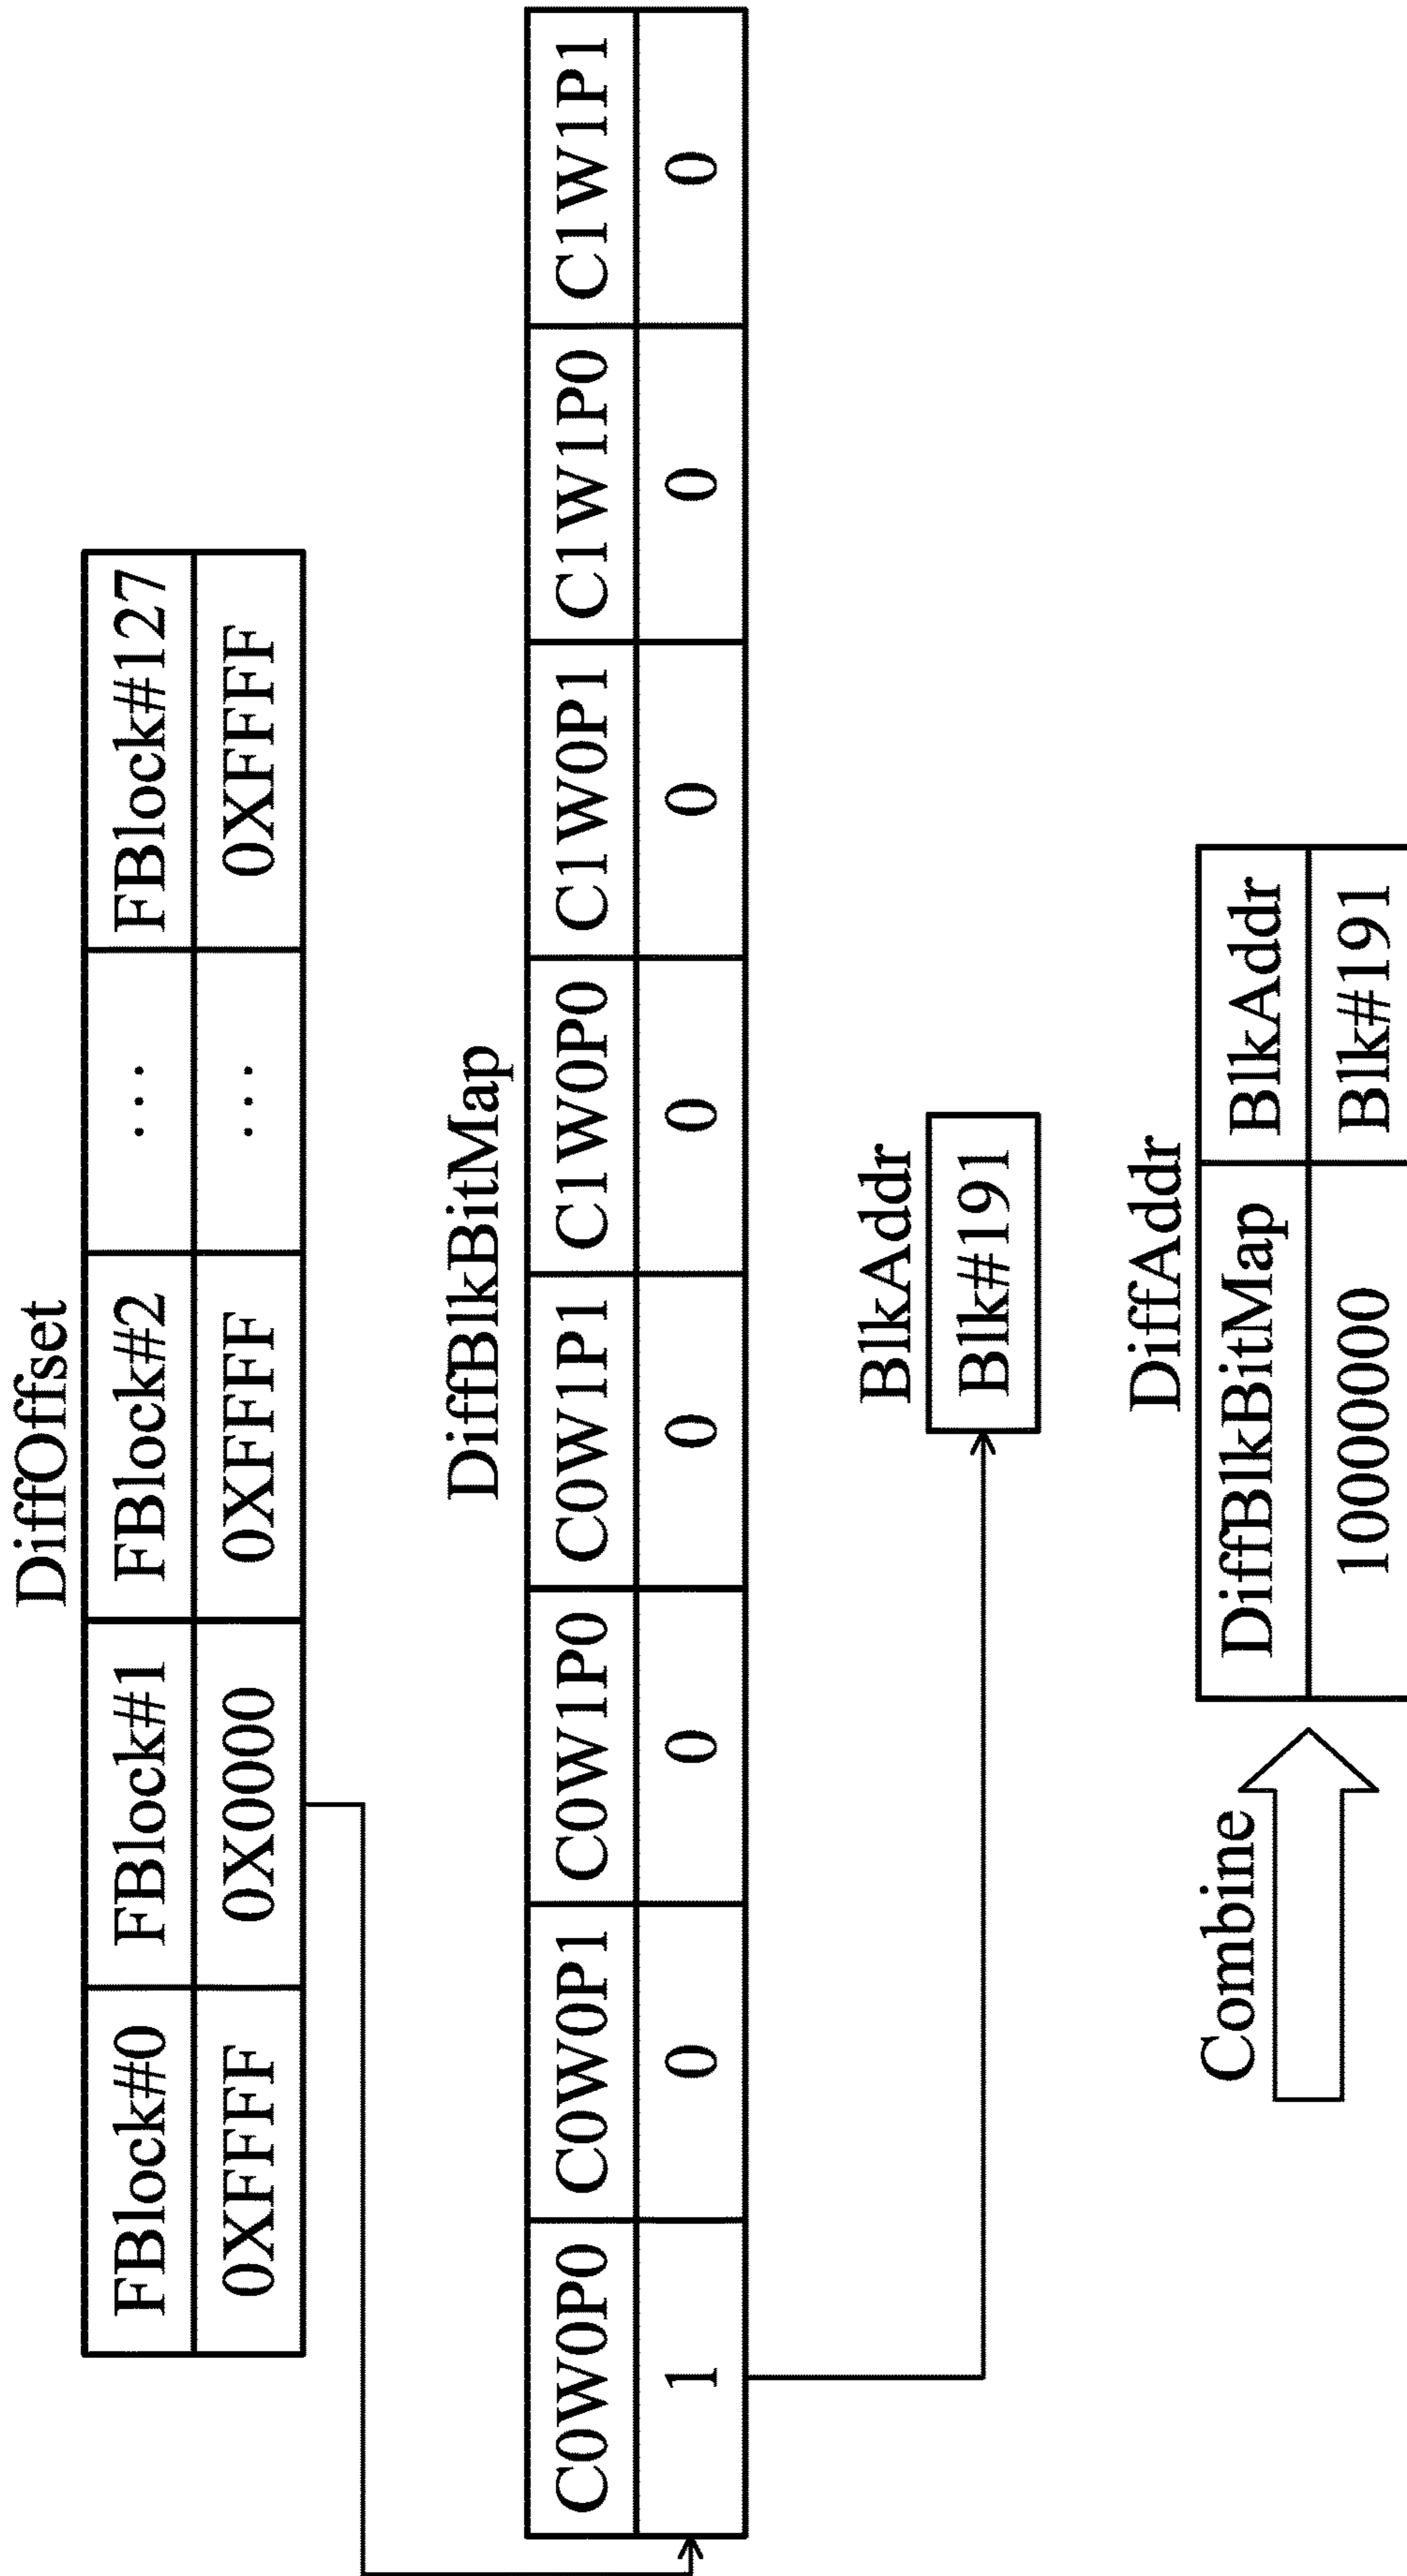 DiffOffset
FBlock#0 FBlock#1 FBlock#2 ... FBlock#127
0XFFFF 0X0000 0XFFFF ... 0XFFFF
DiffBlkBitMap
C0W0P0 C0W0P1 C0W1P0 C0W1P1 C1W0P0 C1W0P1 C1W1P0 C1W1P1
1 0 0 0 0 0 0 0
BlkAddr
Blk#191
DiffAddr
Combine
DiffBlkBitMap BlkAddr
10000000 Blk#191